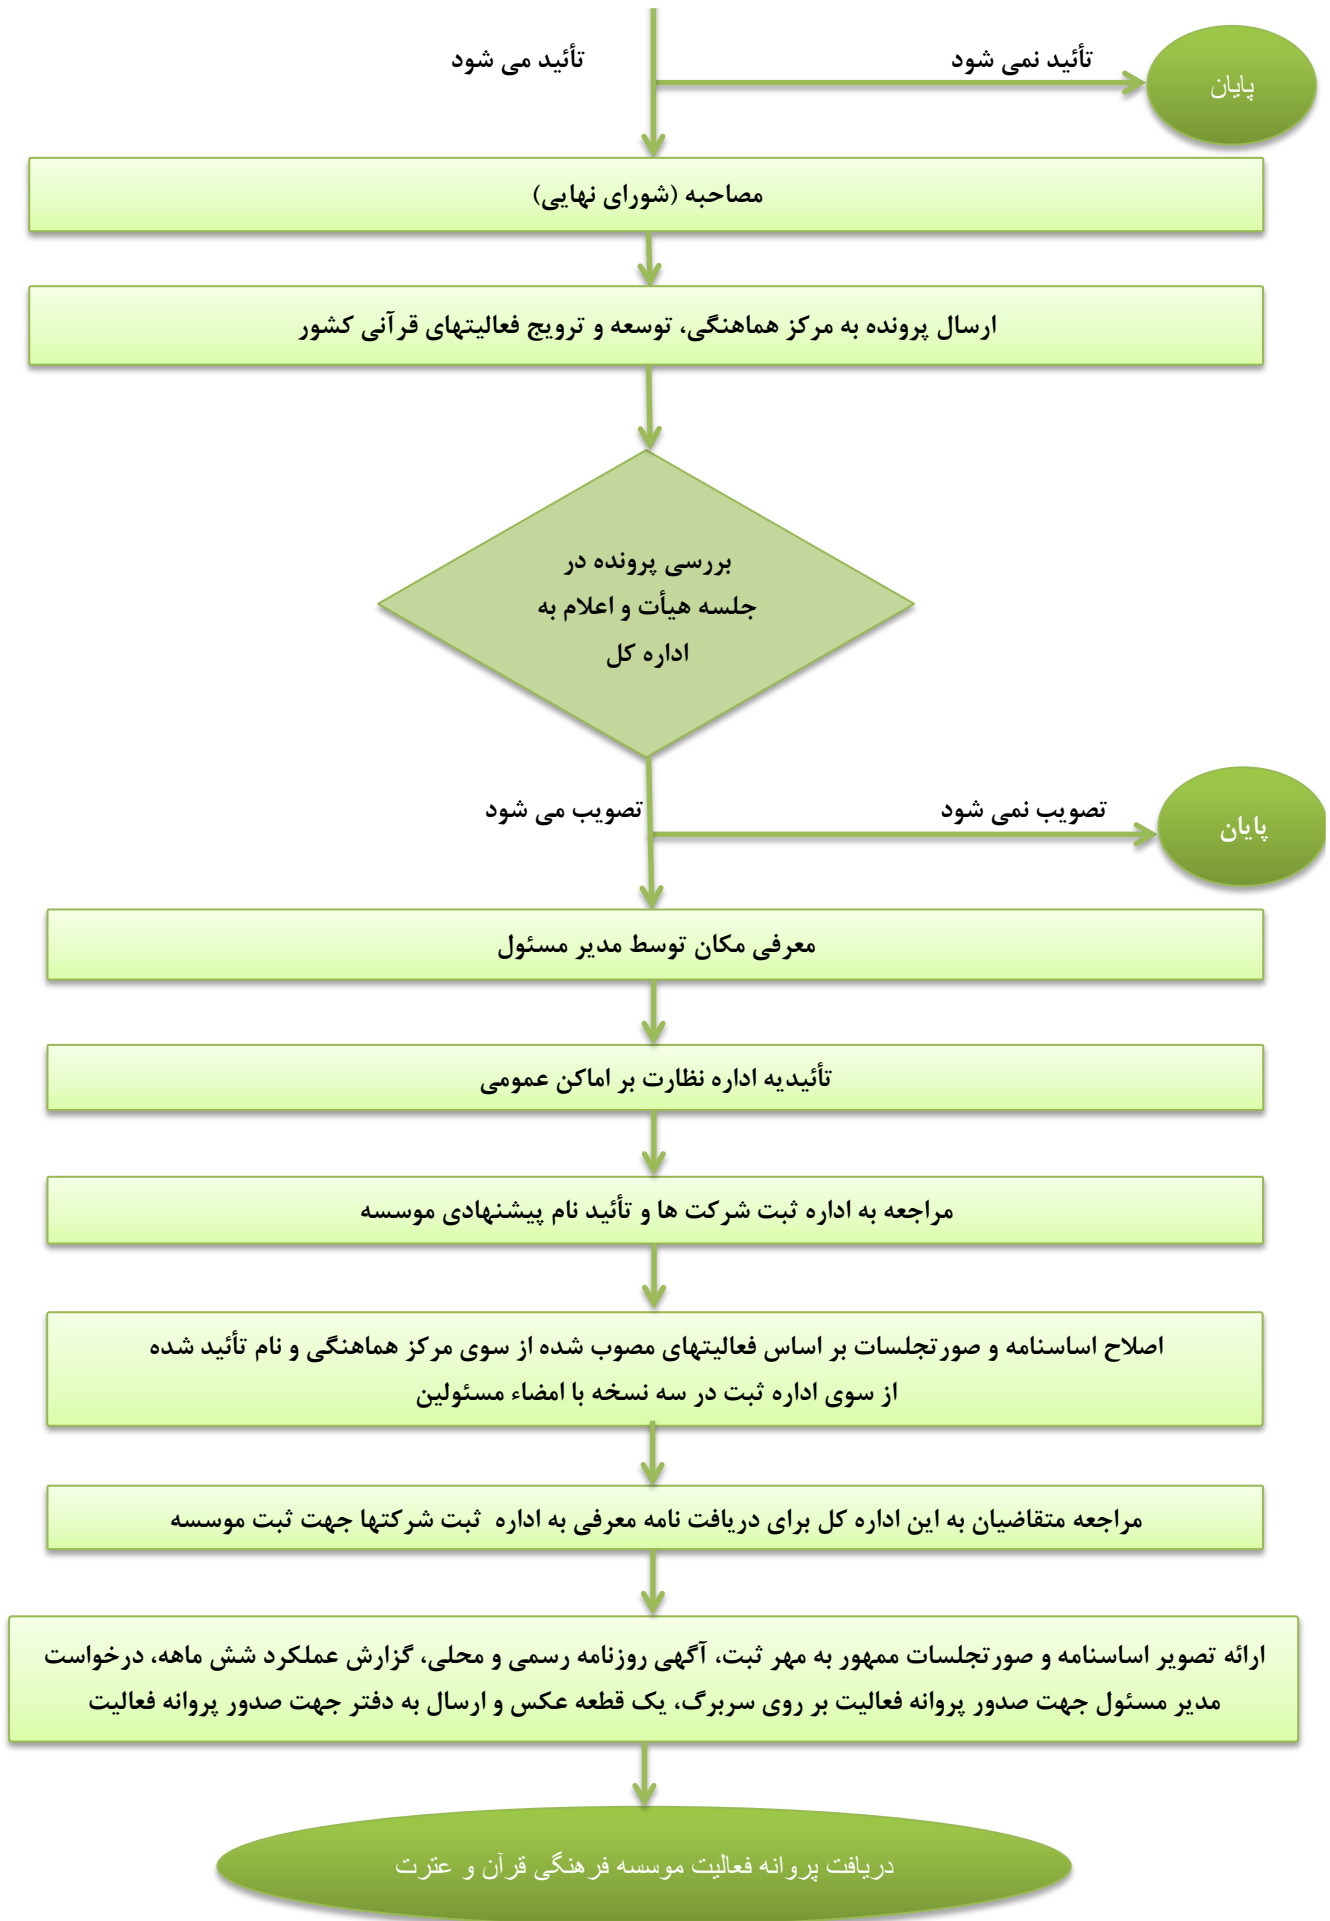 تأئید می شود
تأئید نمی شود
پایان
مصاحبه (شورای نهایی)
ارسال پرونده به مرکز هماهنگی، توسعه و ترویج فعالیتهای قرآنی کشور
بررسی پرونده در
جلسه هیأت و اعلام به
اداره کل
تصویب می شود
تصویب نمی شود
پایان
معرفی مکان توسط مدیر مسئول
تأئیدیه اداره نظارت بر اماکن عمومی
مراجعه به اداره ثبت شرکت ها و تأئید نام پیشنهادی موسسه
اصلاح اساسنامه و صورتجلسات بر اساس فعالیتهای مصوب شده از سوی مرکز هماهنگی و نام تأئید شده
از سوی اداره ثبت در سه نسخه با امضاء مسئولین
مراجعه متقاضیان به این اداره کل برای دریافت نامه معرفی به اداره ثبت شرکتها جهت ثبت موسسه
ارائه تصویر اساسنامه و صورتجلسات ممهور به مهر ثبت، آگهی روزنامه رسمی و محلی، گزارش عملکرد شش ماهه، درخواست
مدیر مسئول جهت صدور پروانه فعالیت بر روی سربرگ، یک قطعه عکس و ارسال به دفتر جهت صدور پروانه فعالیت
دریافت پروانه فعالیت موسسه فرهنگی قرآن و عترت